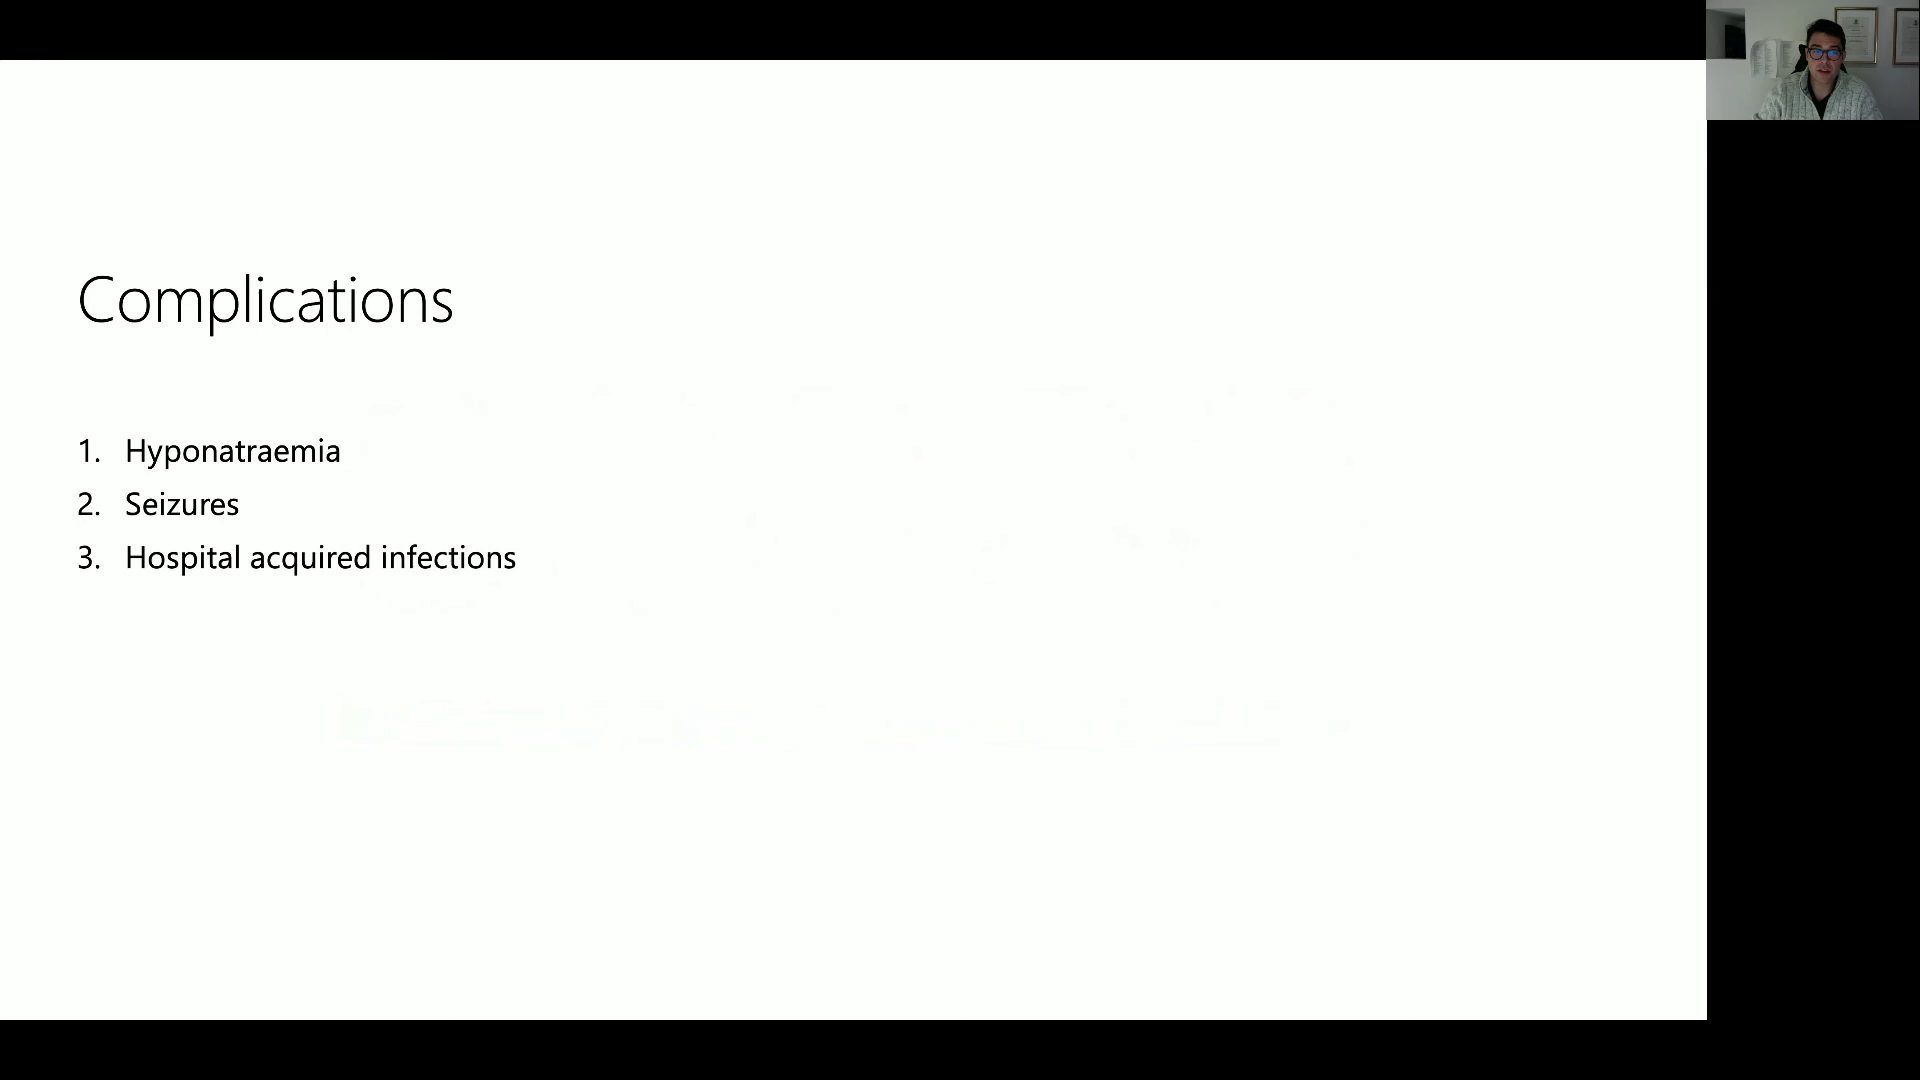 Complications
1. Hyponatraemia
2. Seizures
3. Hospital acquired infections